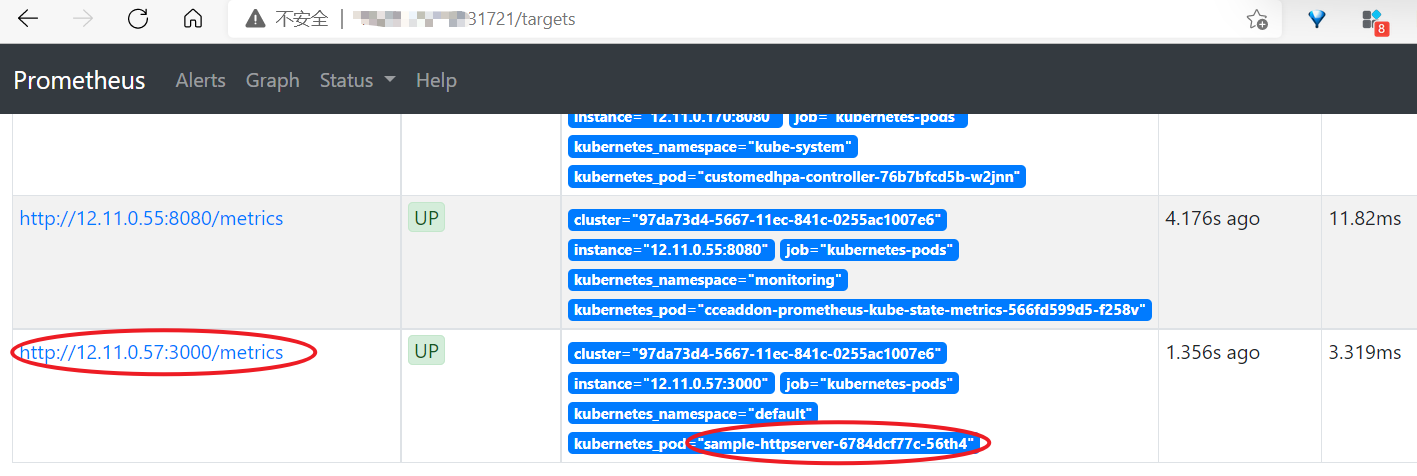 不安全 | 31721/targets
8
Prometheus Alerts Graph Status Help
instance="12.11.0.170:8080" job="kubernetes-pods"
kubernetes_namespace="kube-system"
kubernetes_pod="customedhpa-controller-76b7bfcd5b-w2jnn"
http://12.11.0.55:8080/metrics UP cluster="97da73d4-5667-11ec-841c-0255ac1007e6" 4.176s ago 11.82ms
instance="12.11.0.55:8080" job="kubernetes-pods"
kubernetes_namespace="monitoring"
kubernetes_pod="cceaddon-prometheus-kube-state-metrics-566fd599d5-f258v"
http://12.11.0.57:3000/metrics UP cluster="97da73d4-5667-11ec-841c-0255ac1007e6" 1.356s ago 3.319ms
instance="12.11.0.57:3000" job="kubernetes-pods"
kubernetes_namespace="default"
kubernetes_pod="sample-httpserver-6784dcf77c-56th4"